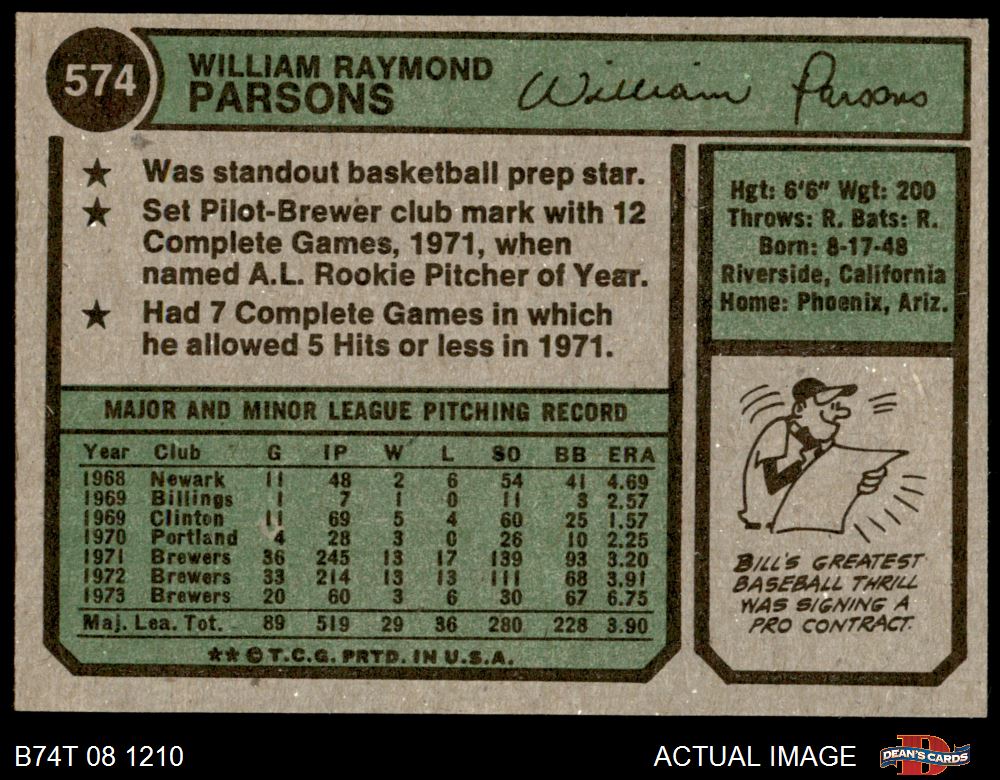 574
WILLIAM RAYMOND
PARSONS
William Parsons
★ Was standout basketball prep star.
★ Set Pilot-Brewer club mark with 12
Complete Games, 1971, when
named A.L. Rookie Pitcher of Year.
★ Had 7 Complete Games in which
he allowed 5 Hits or less in 1971.
Hgt: 6'6" Wgt: 200
Throws: R. Bats: R.
Born: 8-17-48
Riverside, California
Home: Phoenix, Ariz.
MAJOR AND MINOR LEAGUE PITCHING RECORD
Year Club G IP W L SO BB ERA
1968 Newark 11 48 2 6 54 41 4.69
1969 Billings 1 7 1 0 11 3 2.57
1969 Clinton 11 69 5 4 60 25 1.57
1970 Portland 4 28 3 0 26 10 2.25
1971 Brewers 36 245 13 17 139 93 3.20
1972 Brewers 33 214 13 13 111 68 3.91
1973 Brewers 20 60 3 6 30 67 6.75
Maj. Lea. Tot. 89 519 29 36 280 228 3.90
** © T.C.G. PRTD. IN U.S.A.
BILL'S GREATEST
BASEBALL THRILL
WAS SIGNING A
PRO CONTRACT.
B74T 08 1210
ACTUAL IMAGE
DEAN'S CARDS